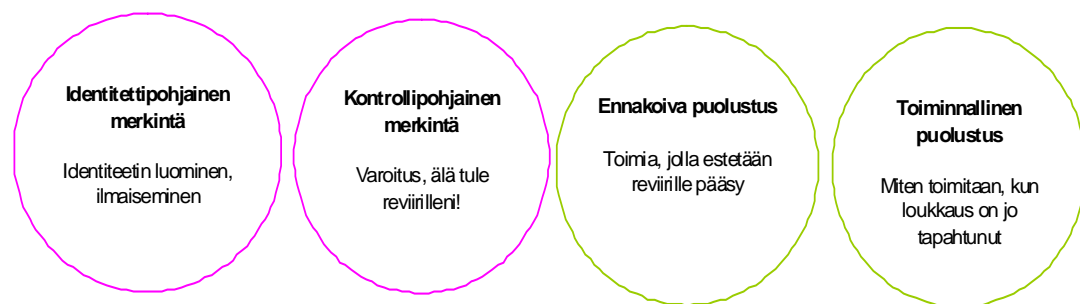 Identitettipohjainen
merkintä
Identiteetin luominen,
ilmaiseminen
Kontrollipohjainen
merkintä
Varoitus, älä tule
reviirilleni!
Ennakoiva puolustus
Toimia, jolla estetään
reviirille pääsy
Toiminnallinen
puolustus
Miten toimitaan, kun
loukkaus on jo
tapahtunut